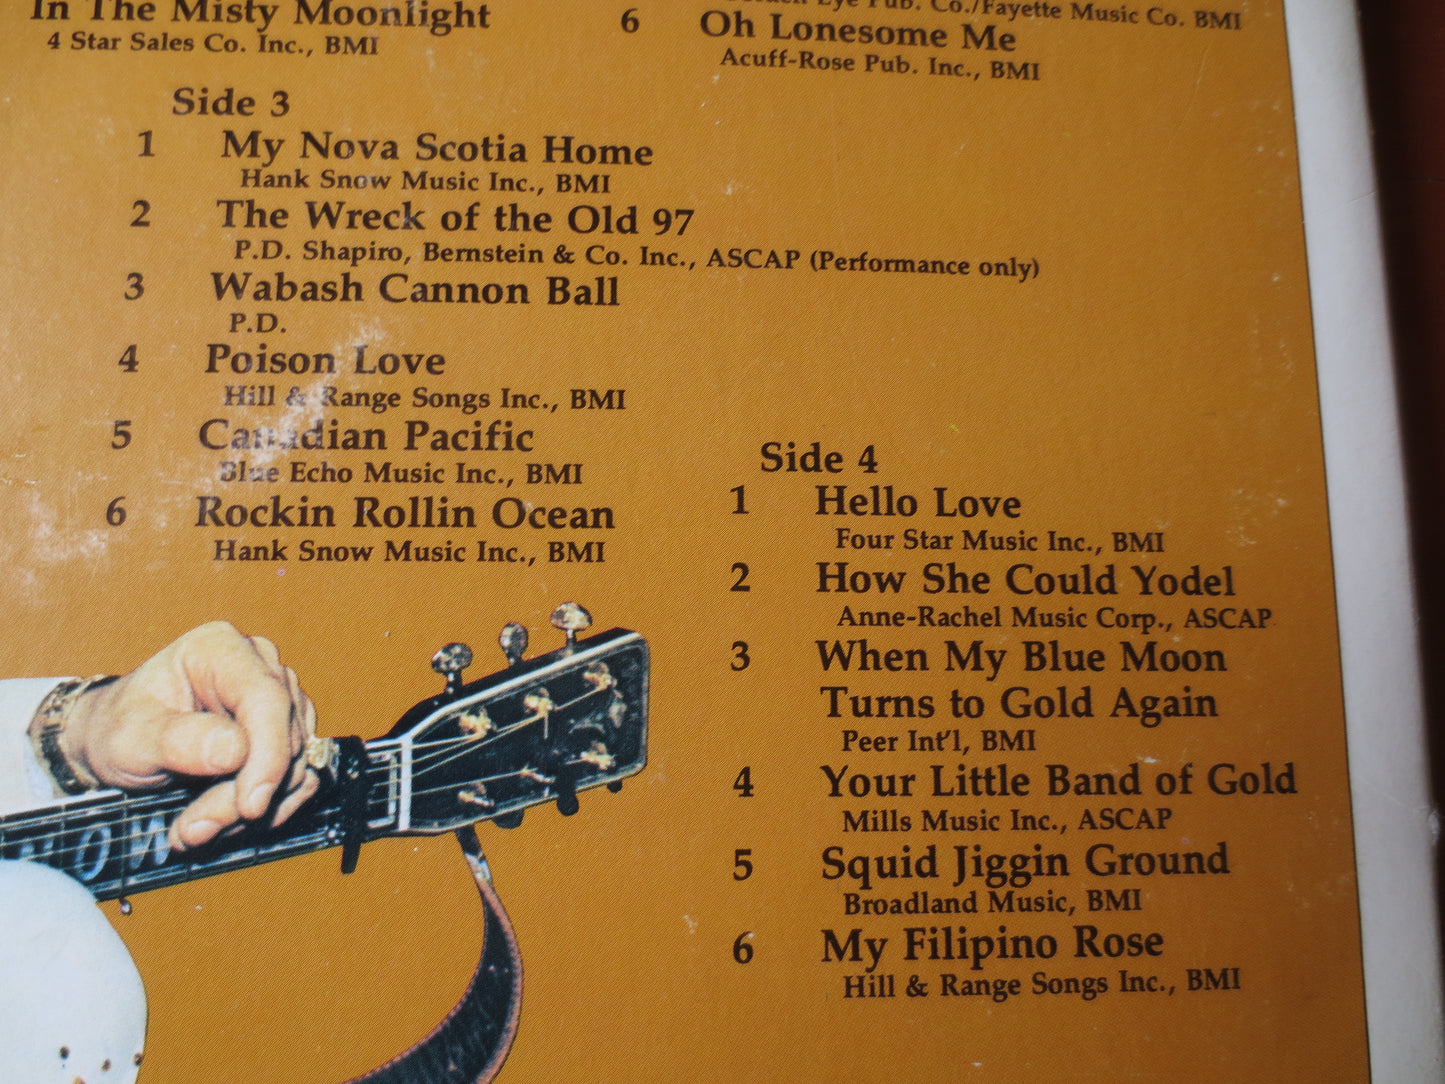 In The Misty Moonlight
4 Star Sales Co. Inc., BMI
Pub. Co./Fayette Music Co. BMI
6 Oh Lonesome Me
Acuff-Rose Pub. Inc., BMI
Side 3
1 My Nova Scotia Home
Hank Snow Music Inc., BMI
2 The Wreck of the Old 97
P.D. Shapiro, Bernstein & Co. Inc., ASCAP (Performance only)
3 Wabash Cannon Ball
P.D.
4 Poison Love
Hill & Range Songs Inc., BMI
5 Canadian Pacific
Blue Echo Music Inc., BMI
6 Rockin Rollin Ocean
Hank Snow Music Inc., BMI
Side 4
1 Hello Love
Four Star Music Inc., BMI
2 How She Could Yodel
Anne-Rachel Music Corp., ASCAP
3 When My Blue Moon
Turns to Gold Again
Peer Int'l, BMI
4 Your Little Band of Gold
Mills Music Inc., ASCAP
5 Squid Jiggin Ground
Broadland Music, BMI
6 My Filipino Rose
Hill & Range Songs Inc., BMI